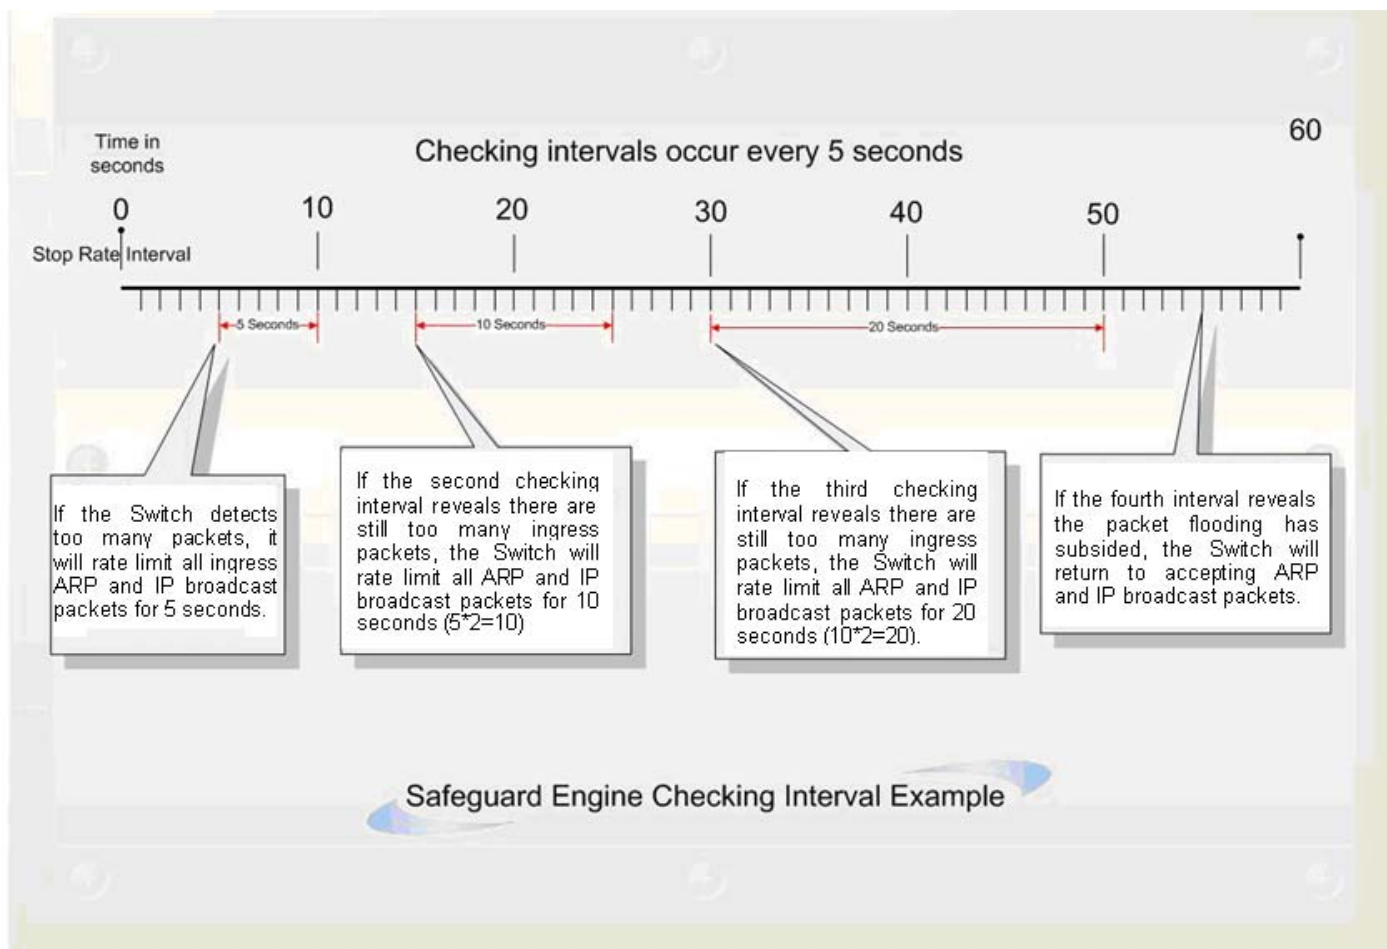 Time in
seconds
Checking intervals occur every 5 seconds
60
0
10
20
30
40
50
Stop Rate Interval
5 Seconds
10 Seconds
20 Seconds
If the Switch detects
too many packets, it
will rate limit all ingress
ARP and IP broadcast
packets for 5 seconds.
If the second checking
interval reveals there are
still too many ingress
packets, the Switch will
rate limit all ARP and IP
broadcast packets for 10
seconds (5*2=10)
If the third checking
interval reveals there are
still too many ingress
packets, the Switch will
rate limit all ARP and IP
broadcast packets for 20
seconds (10*2=20).
If the fourth interval reveals
the packet flooding has
subsided, the Switch will
return to accepting ARP
and IP broadcast packets.
Safeguard Engine Checking Interval Example